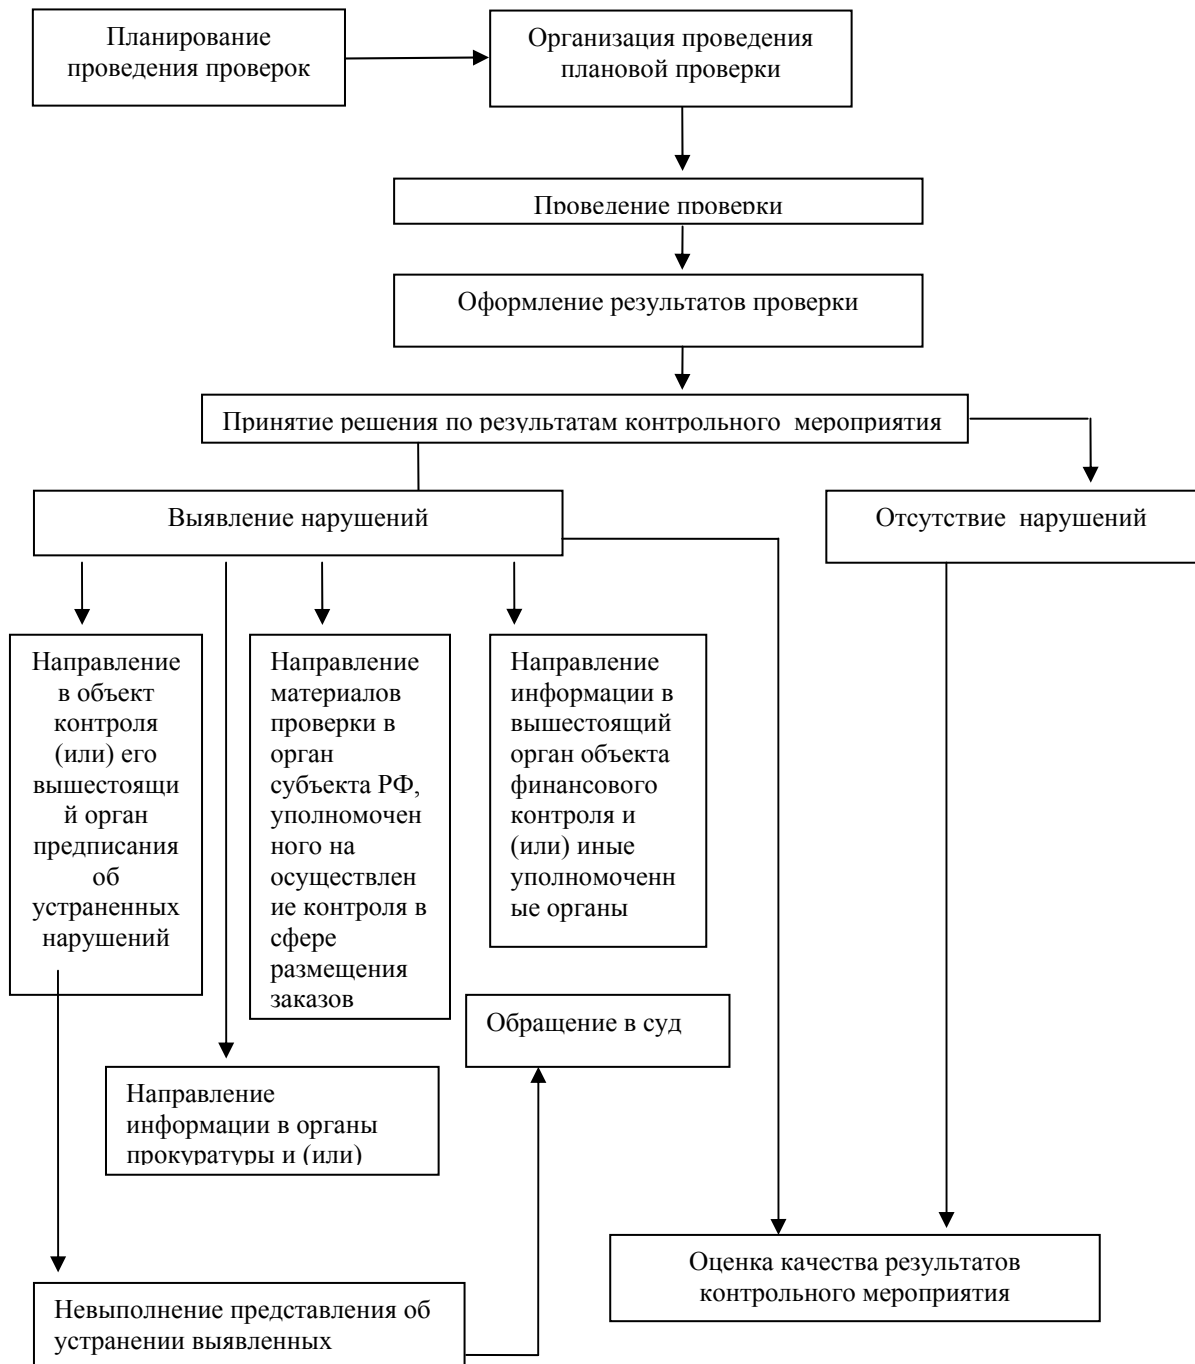 Планирование
проведения проверок
Организация проведения
плановой проверки
Проведение проверки
Оформление результатов проверки
Принятие решения по результатам контрольного мероприятия
Выявление нарушений
Отсутствие нарушений
Направление
в объект
контроля
(или) его
вышестоящи
й орган
предписания
об
устраненных
нарушений
Направление
материалов
проверки в
орган
субъекта РФ,
уполномочен
ного на
осуществлен
ие контроля в
сфере
размещения
заказов
Направление
информации в
вышестоящий
орган объекта
финансового
контроля и
(или) иные
уполномоченн
ые органы
Обращение в суд
Направление
информации в органы
прокуратуры и (или)
Оценка качества результатов
контрольного мероприятия
Невыполнение представления об
устранении выявленных